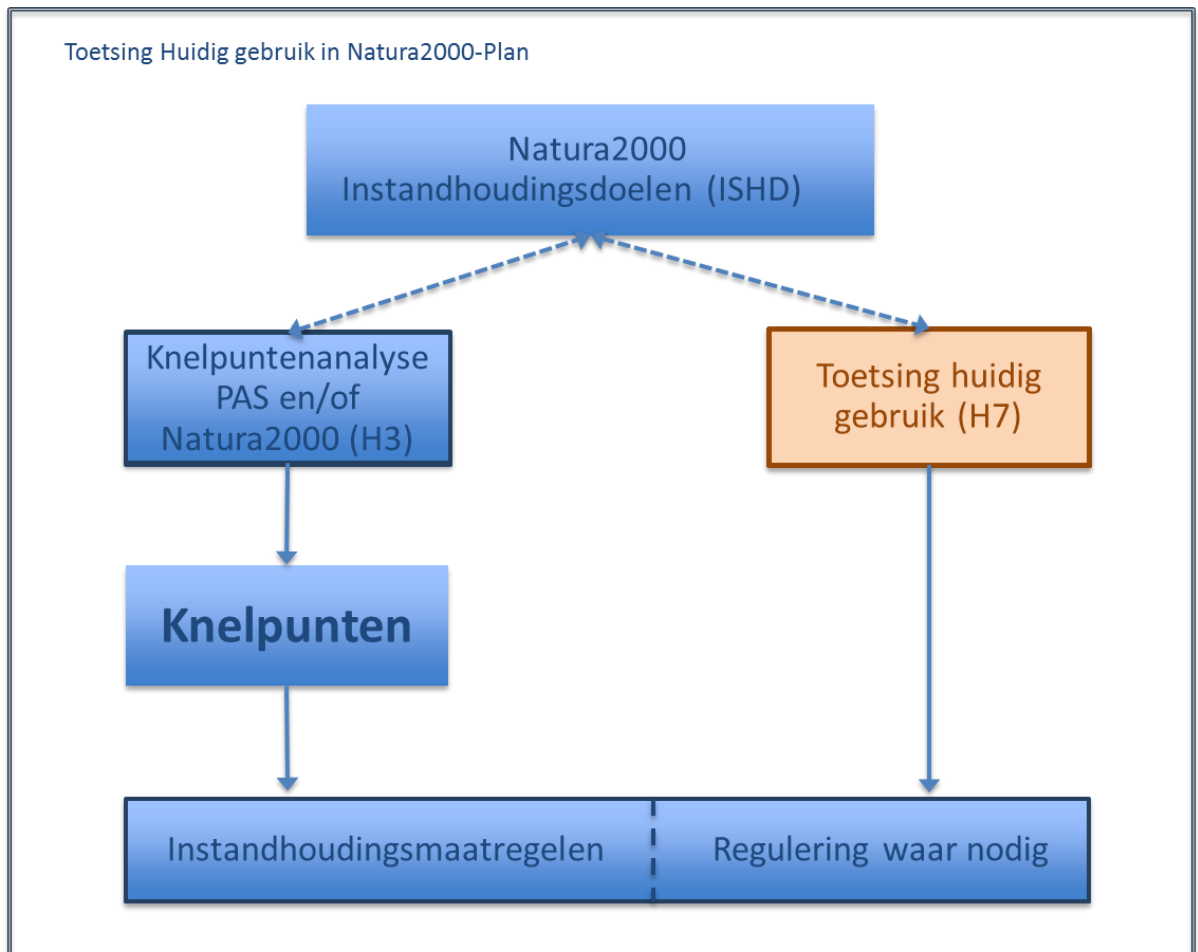 Toetsing Huidig gebruik in Natura2000-Plan
Natura2000
Instandhoudingsdoelen (ISHD)
Knelpuntenanalyse
PAS en/of
Natura2000 (H3)
Toetsing huidig
gebruik (H7)
Knelpunten
Instandhoudingsmaatregelen
Regulering waar nodig